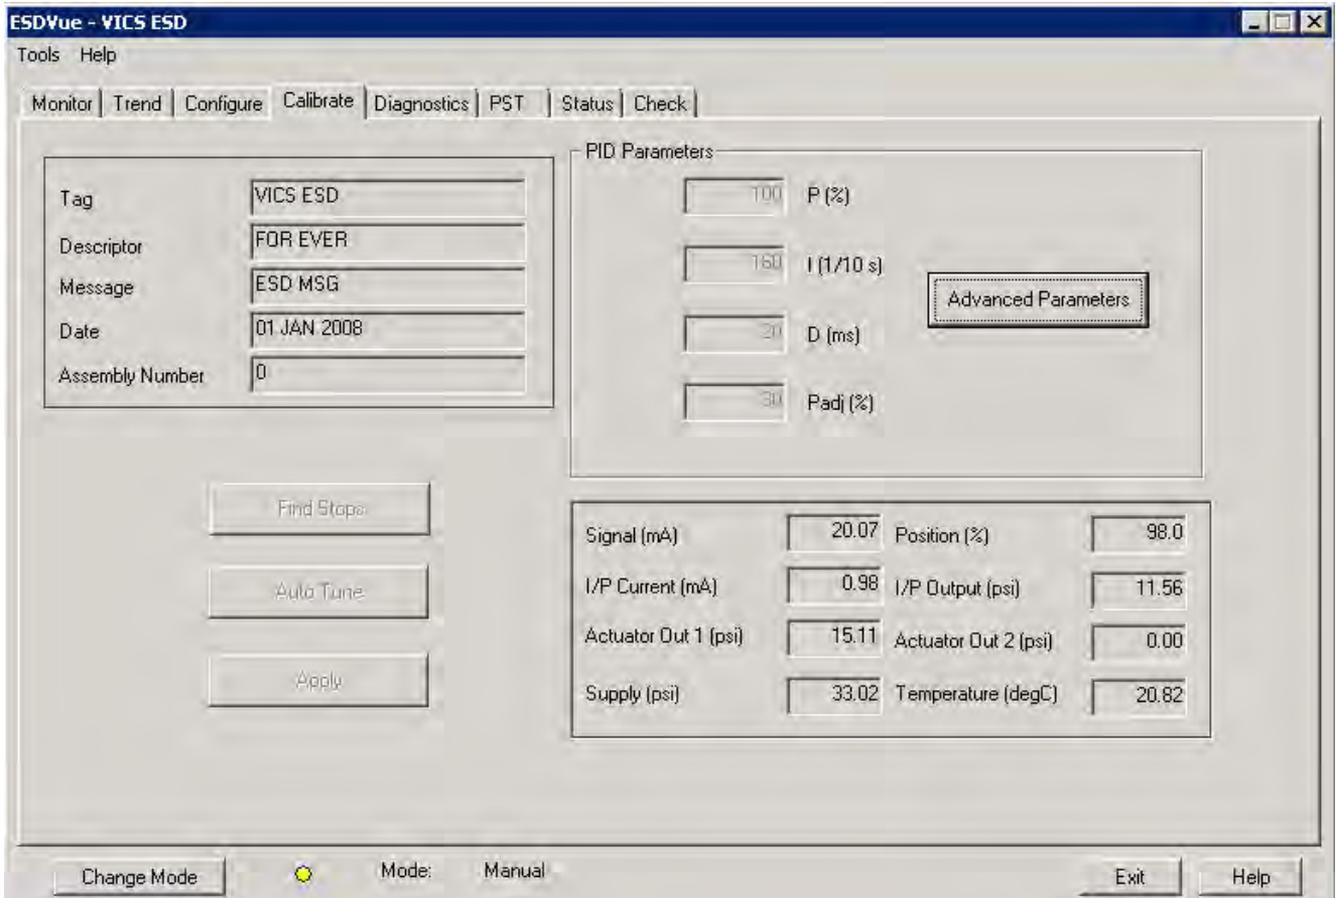 ESDVue - VICS ESD
Tools Help
Monitor Trend Configure Calibrate Diagnostics PST Status Check
Tag VICS ESD
Descriptor FOR EVER
Message ESD MSG
Date 01 JAN 2008
Assembly Number 0
PID Parameters
100 P (%)
160 I (1/10 s)
20 D (ms)
30 Padj (%)
Advanced Parameters
Find Stops
Auto Tune
Apply
Signal (mA) 20.07 Position (%) 98.0
I/P Current (mA) 0.98 I/P Output (psi) 11.56
Actuator Out 1 (psi) 15.11 Actuator Out 2 (psi) 0.00
Supply (psi) 33.02 Temperature (degC) 20.82
Change Mode Mode: Manual Exit Help